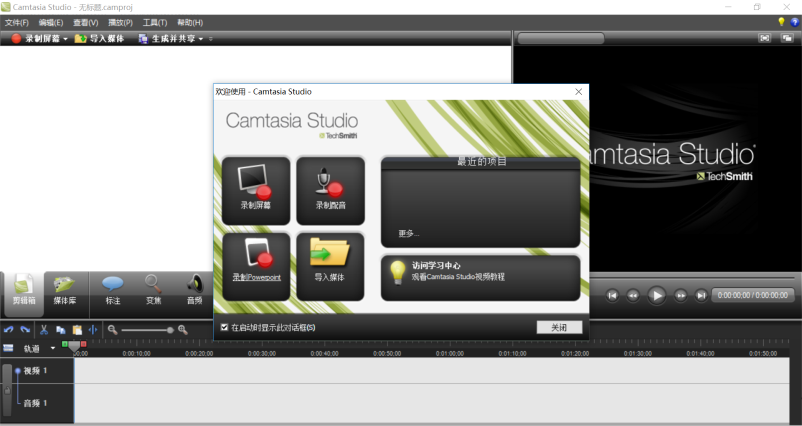 Camtasia Studio - 无标题.camproj
文件(F) 编辑(E) 查看(V) 播放(P) 工具(T) 帮助(H)
录制屏幕 导入媒体 生成并共享
欢迎使用 - Camtasia Studio
Camtasia Studio
TechSmith
录制屏幕
录制配音
录制Powerpoint
导入媒体
最近的项目
更多...
访问学习中心
观看Camtasia Studio视频教程
在启动时显示此对话框(S)
关闭
mtasia Studio
TechSmith
剪辑箱 媒体库 标注 变焦 音频
0:00:00;00 / 0:00:00;00
轨道
00;00 0:00:10;00 0:00:20;00 0:00:30;00 0:00:40;00 0:00:50;00 0:01:00;00 0:01:10;00 0:01:20;00 0:01:30;00 0:01:40;00 0:01:50;00
视频 1
音频 1